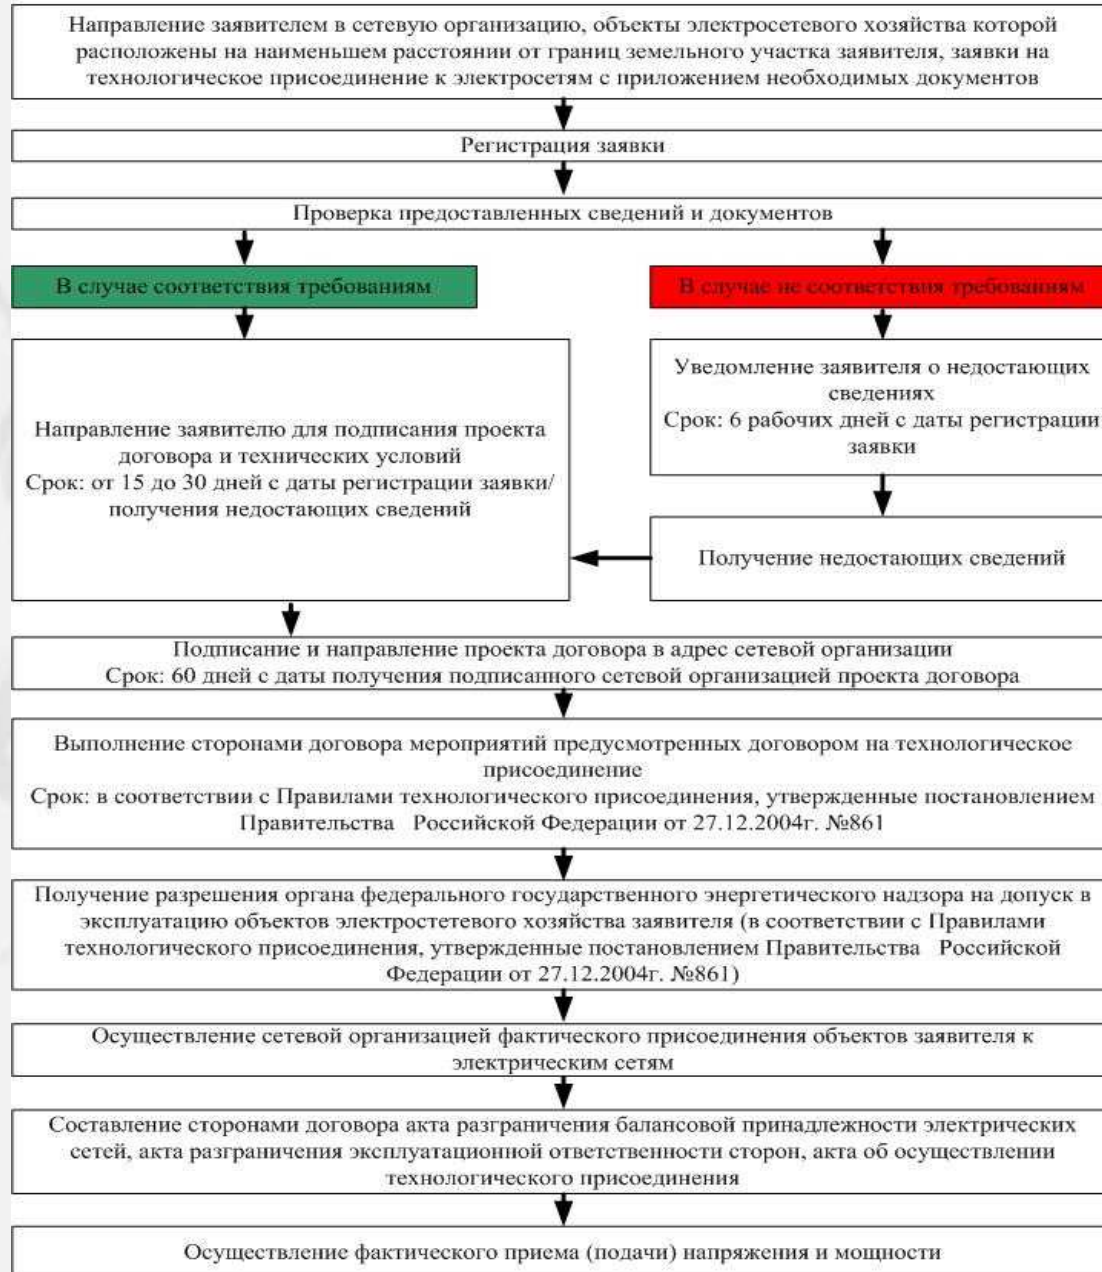 Направление заявителем в сетевую организацию, объекты электросетевого хозяйства которой
расположены на наименьшем расстоянии от границ земельного участка заявителя, заявки на
технологическое присоединение к электросетям с приложением необходимых документов
Регистрация заявки
Проверка предоставленных сведений и документов
В случае соответствия требованиям
В случае не соответствия требованиям
Направление заявителю для подписания проекта
договора и технических условий
Срок: от 15 до 30 дней с даты регистрации заявки/
получения недостающих сведений
Уведомление заявителя о недостающих
сведениях
Срок: 6 рабочих дней с даты регистрации
заявки
Получение недостающих сведений
Подписание и направление проекта договора в адрес сетевой организации
Срок: 60 дней с даты получения подписанного сетевой организацией проекта договора
Выполнение сторонами договора мероприятий предусмотренных договором на технологическое
присоединение
Срок: в соответствии с Правилами технологического присоединения, утвержденные постановлением
Правительства Российской Федерации от 27.12.2004г. №861
Получение разрешения органа федерального государственного энергетического надзора на допуск в
эксплуатацию объектов электростетевого хозяйства заявителя (в соответствии с Правилами
технологического присоединения, утвержденные постановлением Правительства Российской
Федерации от 27.12.2004г. №861)
Осуществление сетевой организацией фактического присоединения объектов заявителя к
электрическим сетям
Составление сторонами договора акта разграничения балансовой принадлежности электрических
сетей, акта разграничения эксплуатационной ответственности сторон, акта об осуществлении
технологического присоединения
Осуществление фактического приема (подачи) напряжения и мощности